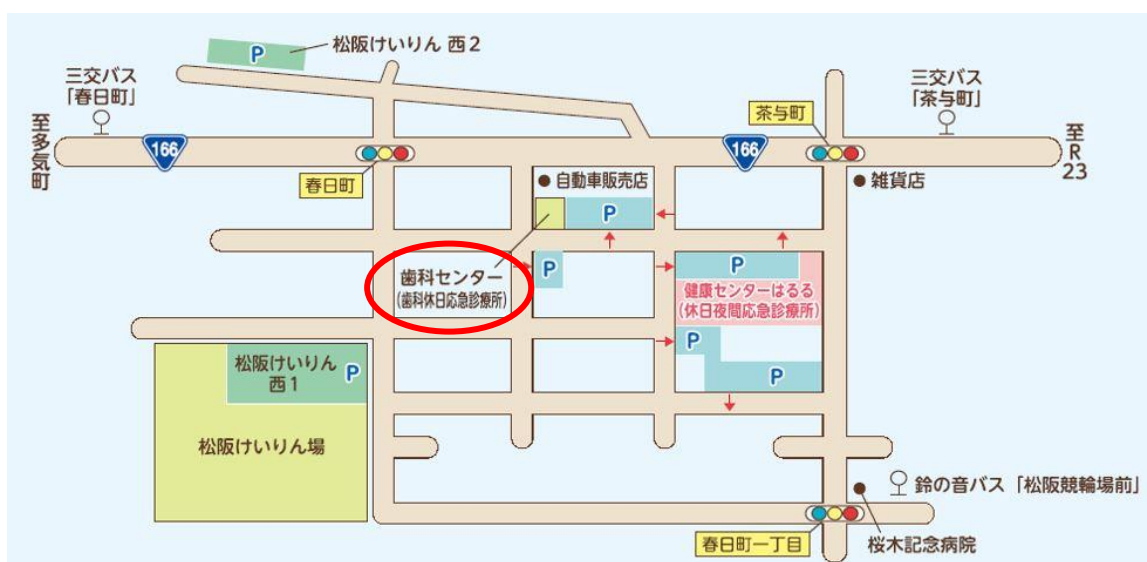 松阪けいりん 西2
P
三交バス
「春日町」
三交バス
「茶与町」
茶与町
至多気町
166
166
至R23
春日町
自動車販売店
雑貨店
P
歯科センター
(歯科休日応急診療所)
P
P
健康センターはるる
(休日夜間応急診療所)
P
松阪けいりん
西1
P
P
松阪けいりん場
鈴の音バス「松阪競輪場前」
春日町一丁目
桜木記念病院